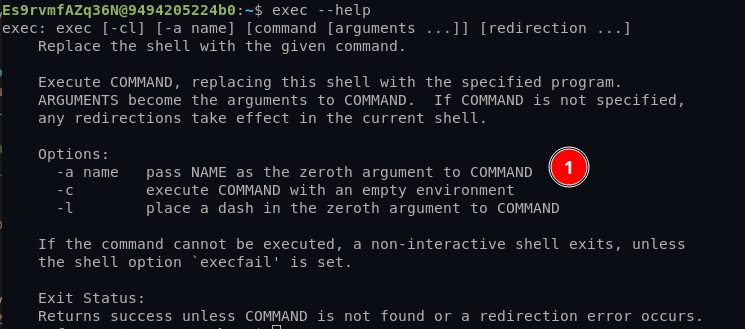 Es9rvmfAZq36N@9494205224b0:~$ exec --help
exec: exec [-cl] [-a name] [command [arguments ...]] [redirection ...]
    Replace the shell with the given command.

    Execute COMMAND, replacing this shell with the specified program.
    ARGUMENTS become the arguments to COMMAND.  If COMMAND is not specified,
    any redirections take effect in the current shell.

    Options:
      -a name   pass NAME as the zeroth argument to COMMAND
1
      -c        execute COMMAND with an empty environment
      -l        place a dash in the zeroth argument to COMMAND

    If the command cannot be executed, a non-interactive shell exits, unless
    the shell option `execfail' is set.

    Exit Status:
    Returns success unless COMMAND is not found or a redirection error occurs.